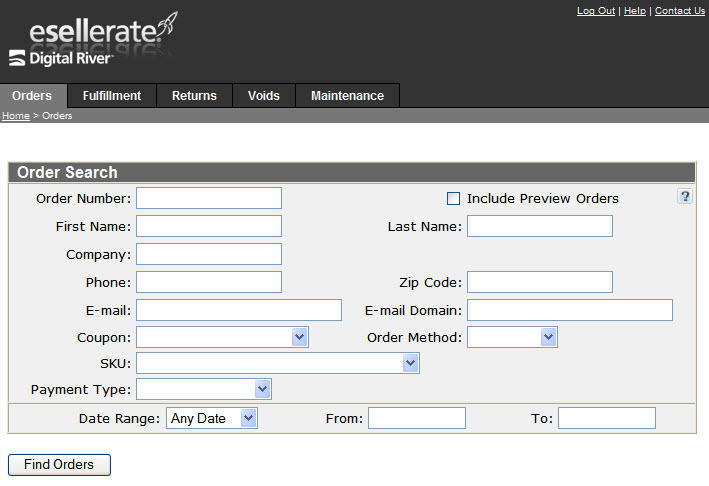 Log Out | Help | Contact Us
esellerate.
Digital River
Orders Fulfillment Returns Voids Maintenance
Home > Orders
Order Search
Order Number: Include Preview Orders ?
First Name: Last Name:
Company:
Phone: Zip Code:
E-mail: E-mail Domain:
Coupon: Order Method:
SKU:
Payment Type:
Date Range: Any Date From: To:
Find Orders